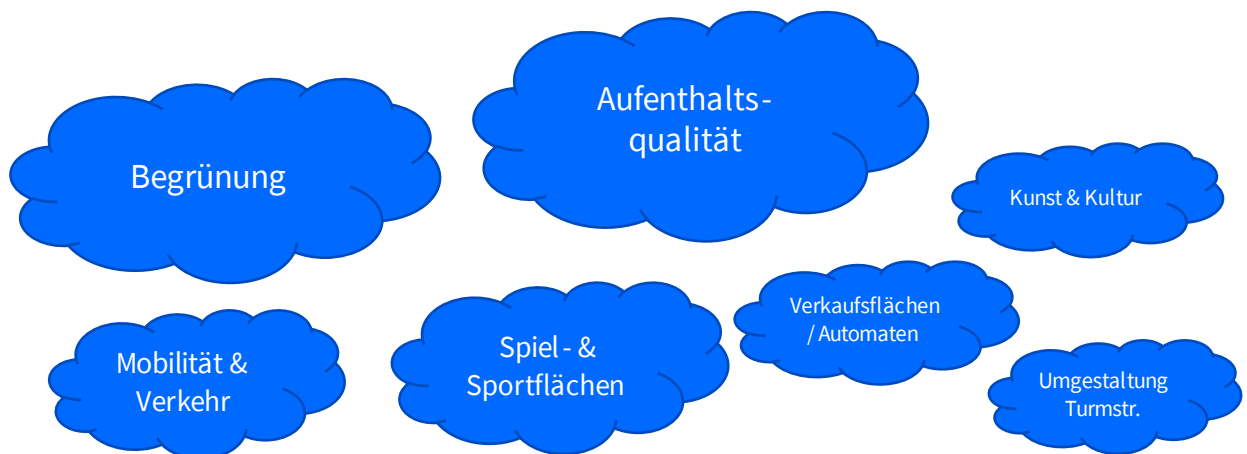 Begrünung
Aufenthalts-
qualität
Kunst & Kultur
Mobilität &
Verkehr
Spiel- &
Sportflächen
Verkaufsflächen
/ Automaten
Umgestaltung
Turmstr.